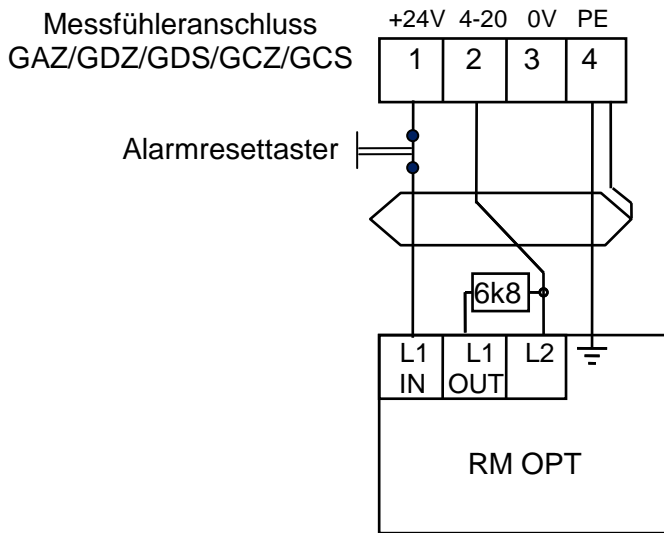 Messfühleranschluss
GAZ/GDZ/GDS/GCZ/GCS
+24V 4-20 0V PE
1 2 3 4
Alarmresettaster
6k8
L1 L1 L2
IN OUT
RM OPT